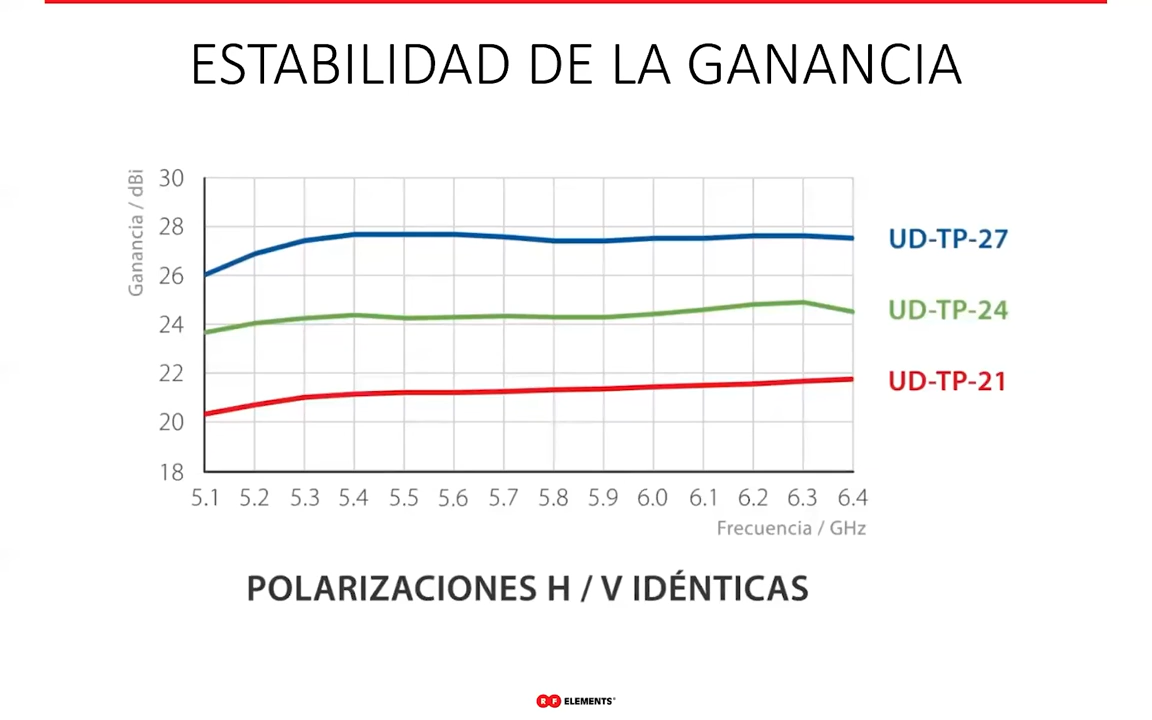 ESTABILIDAD DE LA GANANCIA
Ganancia / dBi
30
28
26
24
22
20
18
UD-TP-27
UD-TP-24
UD-TP-21
5.1 5.2 5.3 5.4 5.5 5.6 5.7 5.8 5.9 6.0 6.1 6.2 6.3 6.4
Frecuencia / GHz
POLARIZACIONES H / V IDÉNTICAS
RF ELEMENTS